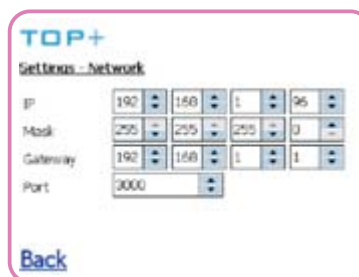 TOP+
Settings - Network
IP 192 168 1 96
Mask 255 255 255 0
Gateway 192 168 1 1
Port 3000
Back